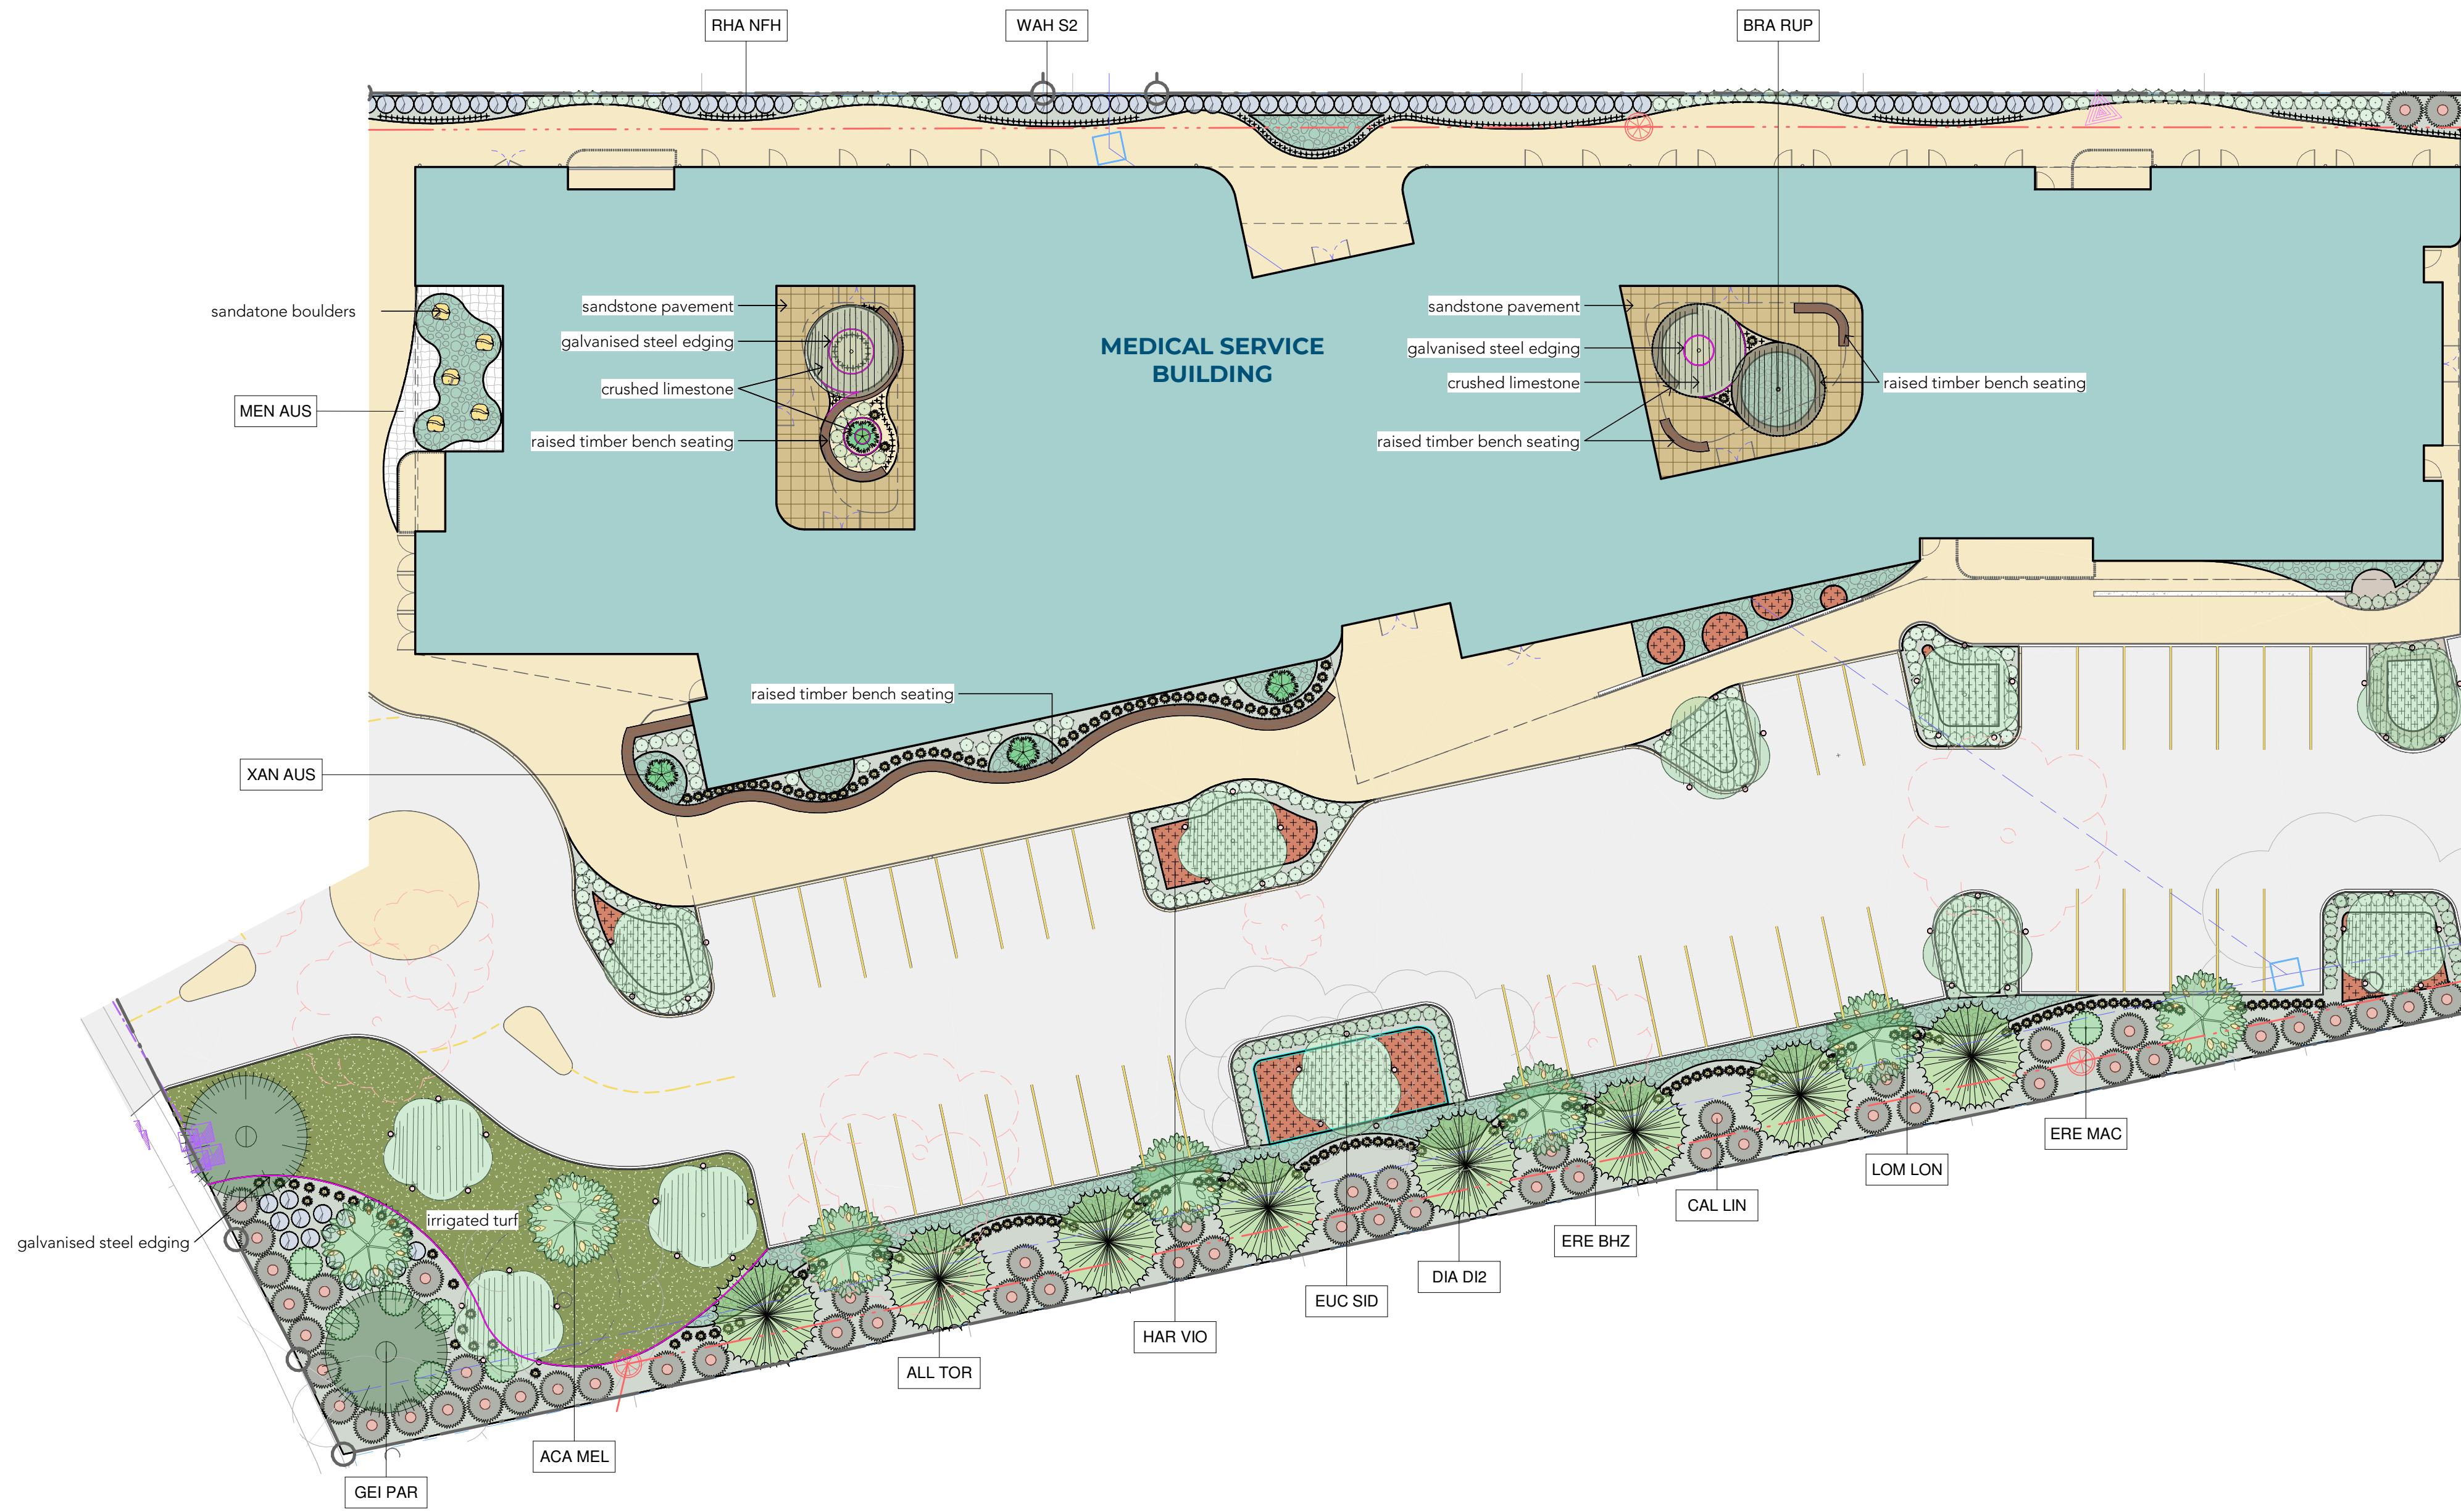 RHA NFH
WAH S2
BRA RUP
sandatone boulders
sandstone pavement
galvanised steel edging
crushed limestone
raised timber bench seating
MEN AUS
MEDICAL SERVICE
BUILDING
sandstone pavement
galvanised steel edging
crushed limestone
raised timber bench seating
raised timber bench seating
raised timber bench seating
XAN AUS
irrigated turf
galvanised steel edging
ERE MAC
LOM LON
CAL LIN
ERE BHZ
DIA DI2
EUC SID
HAR VIO
ALL TOR
ACA MEL
GEI PAR